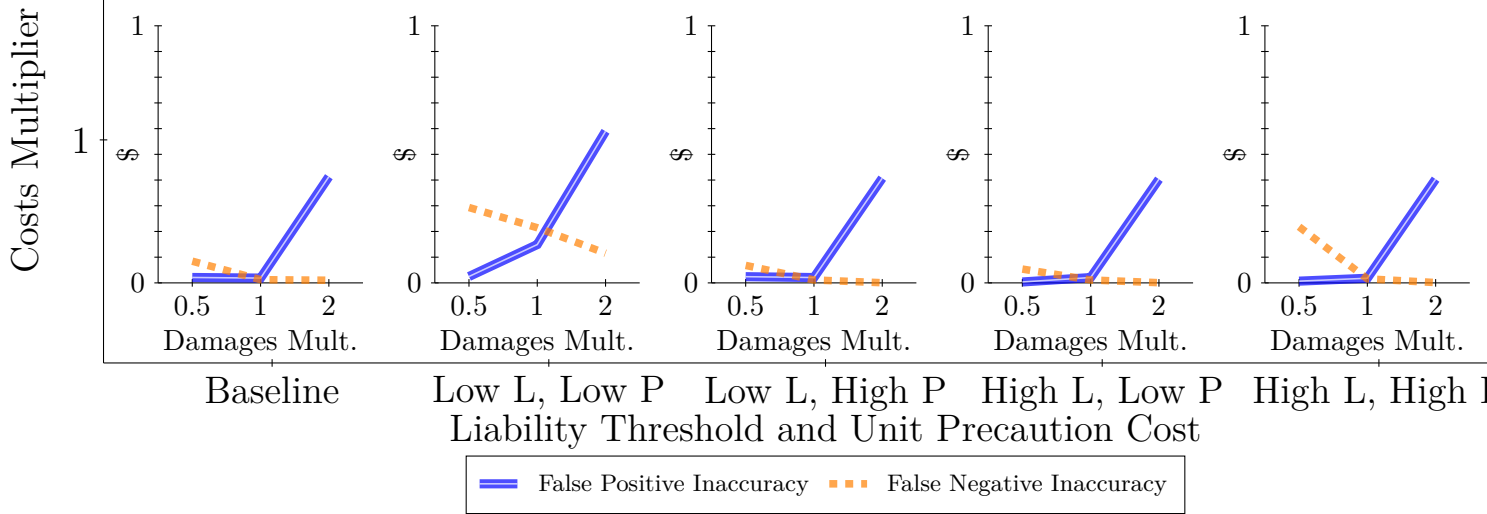 Costs Multiplier
1
1
$
0
0.5 1 2
Damages Mult.
1
$
0
0.5 1 2
Damages Mult.
1
$
0
0.5 1 2
Damages Mult.
1
$
0
0.5 1 2
Damages Mult.
1
$
0
0.5 1 2
Damages Mult.
Baseline
Low L, Low P
Low L, High P
High L, Low P
High L, High P
Liability Threshold and Unit Precaution Cost
False Positive Inaccuracy
False Negative Inaccuracy